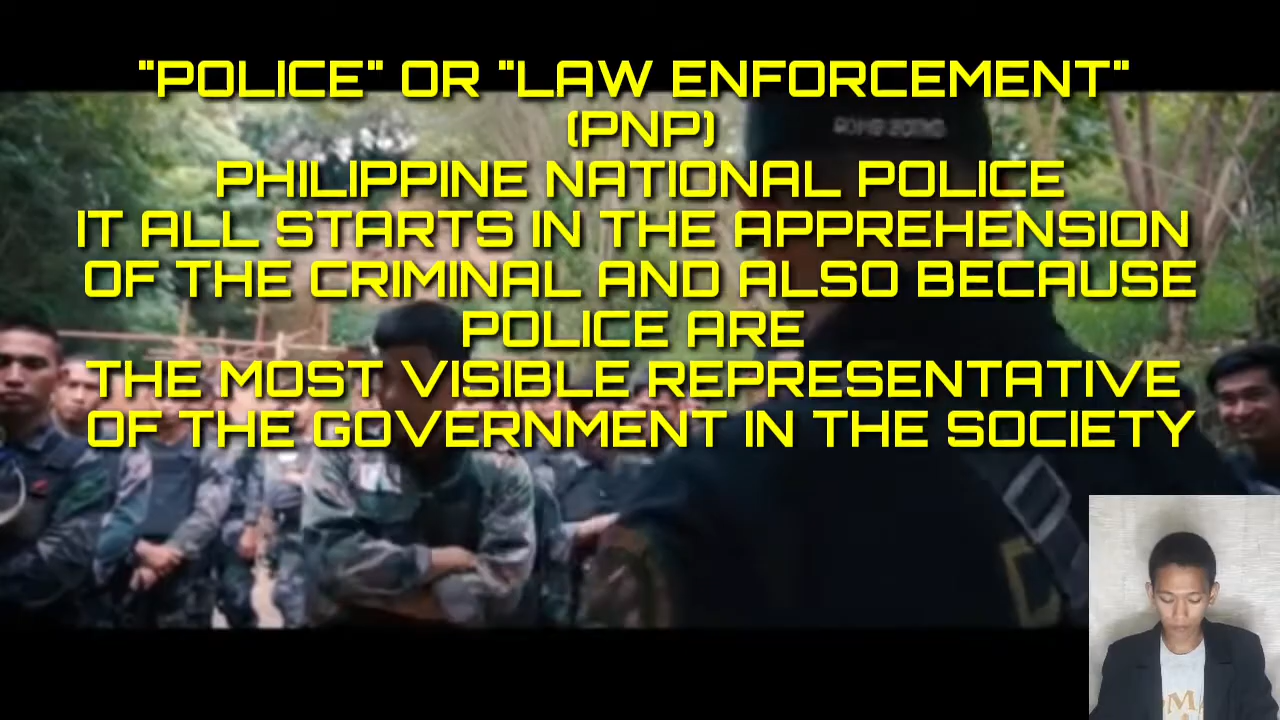 "POLICE" OR "LAW ENFORCEMENT"
(PNP)
PHILIPPINE NATIONAL POLICE
IT ALL STARTS IN THE APPREHENSION
OF THE CRIMINAL AND ALSO BECAUSE
POLICE ARE
THE MOST VISIBLE REPRESENTATIVE
OF THE GOVERNMENT IN THE SOCIETY